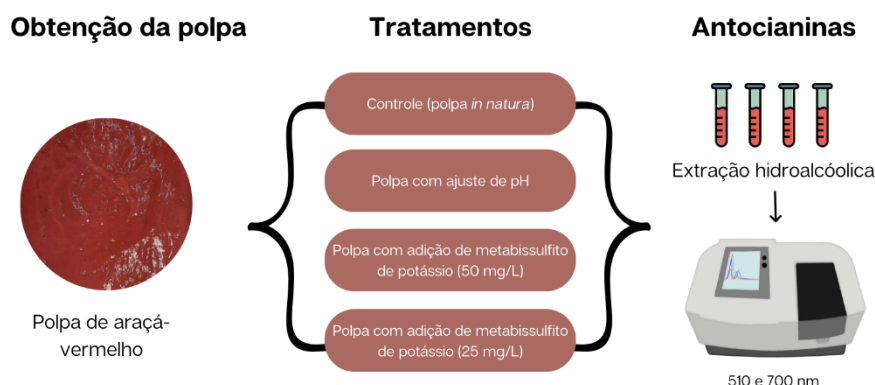 Obtenção da polpa
Polpa de araçá-
vermelho
Tratamentos
Controle (polpa in natura)
Polpa com ajuste de pH
Polpa com adição de metabissulfito
de potássio (50 mg/L)
Polpa com adição de metabissulfito
de potássio (25 mg/L)
Antocianinas
Extração hidroalcóolica
510 e 700 nm